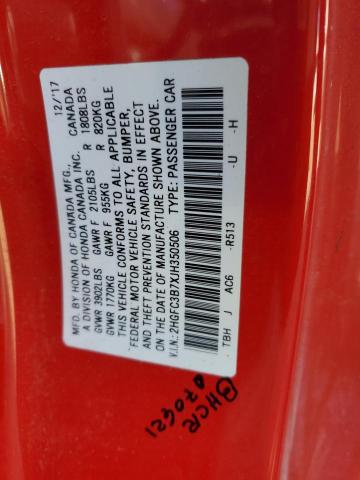 MFD. BY HONDA OF CANADA MFG., 12/'17
A DIVISION OF HONDA CANADA INC. CANADA
GVWR 3902LBS GAWR F 2105LBS R 1808LBS
GVWR 1770KG GAWR F 955KG R 820KG
THIS VEHICLE CONFORMS TO ALL APPLICABLE
FEDERAL MOTOR VEHICLE SAFETY, BUMPER,
AND THEFT PREVENTION STANDARDS IN EFFECT
ON THE DATE OF MANUFACTURE SHOWN ABOVE.
V.I.N.: 2HGFC3B7XJH350506 TYPE: PASSENGER CAR
TBH J AC6 -R513 -U -H
HCR
070621